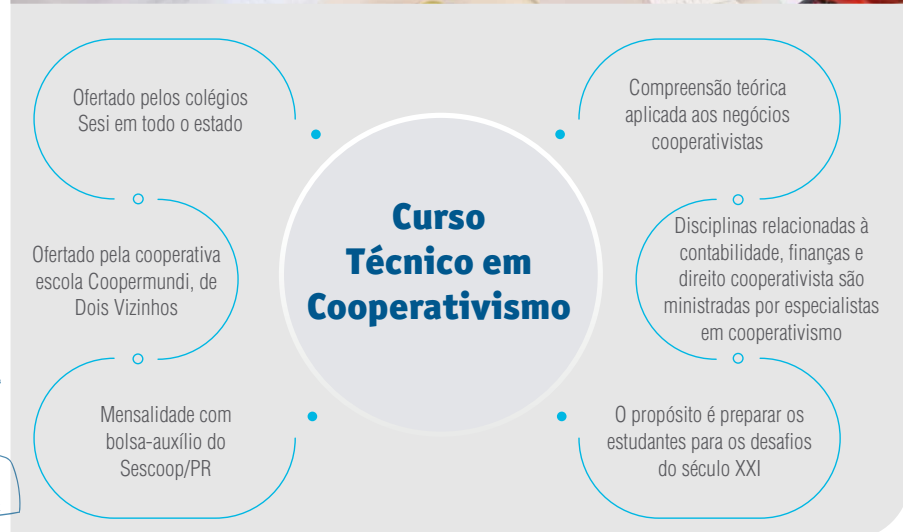 Ofertado pelos colégios
Sesi em todo o estado
Ofertado pela cooperativa
escola Coopermundi, de
Dois Vizinhos
Mensalidade com
bolsa-auxílio do
Sescoop/PR
Curso
Técnico em
Cooperativismo
Compreensão teórica
aplicada aos negócios
cooperativistas
Disciplinas relacionadas à
contabilidade, finanças e
direito cooperativista são
ministradas por especialistas
em cooperativismo
O propósito é preparar os
estudantes para os desafios
do século XXI